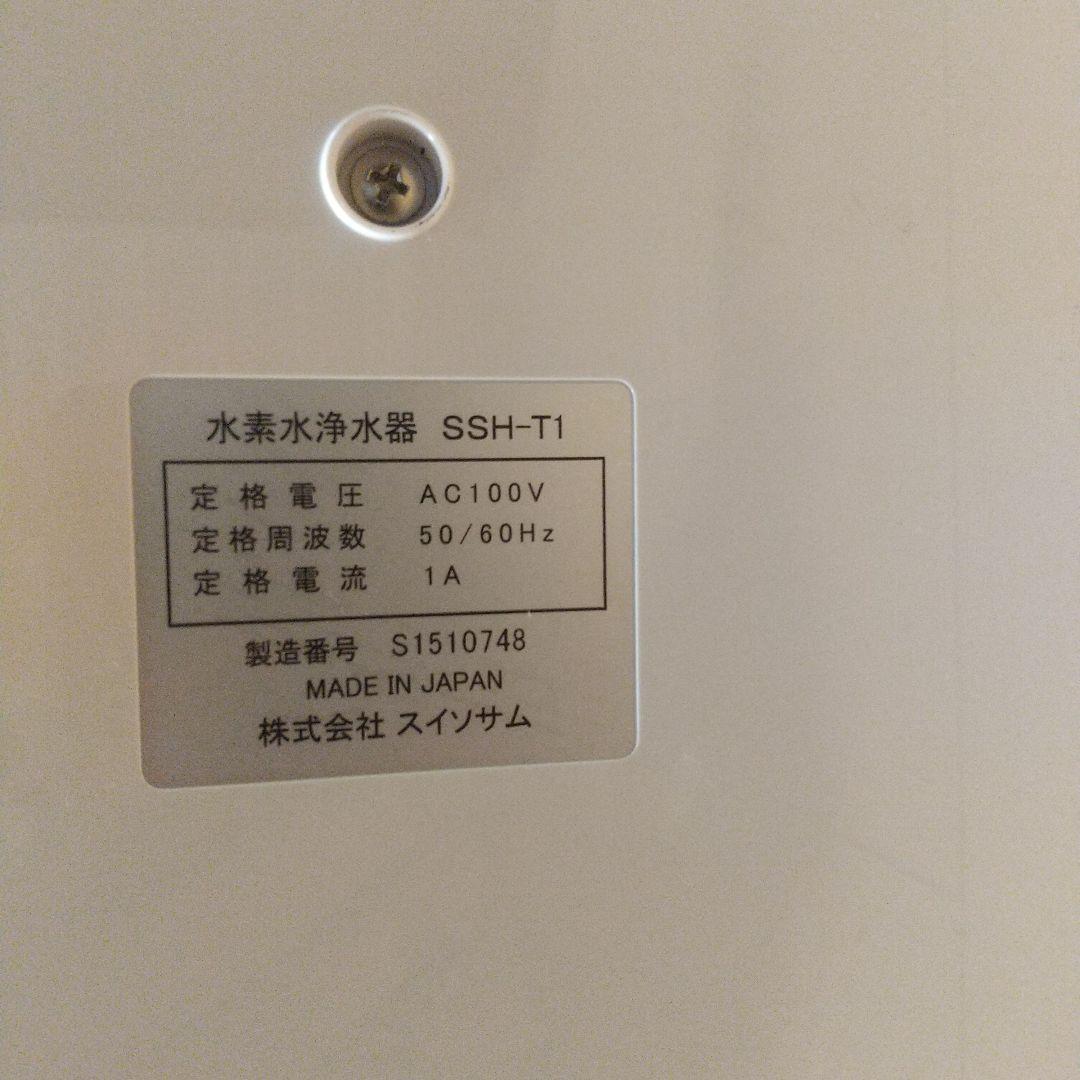 水素水浄水器 SSH-T1
定格電圧 AC100V
定格周波数 50/60Hz
定格電流 1A
製造番号 S1510748
MADE IN JAPAN
株式会社 スイソサム